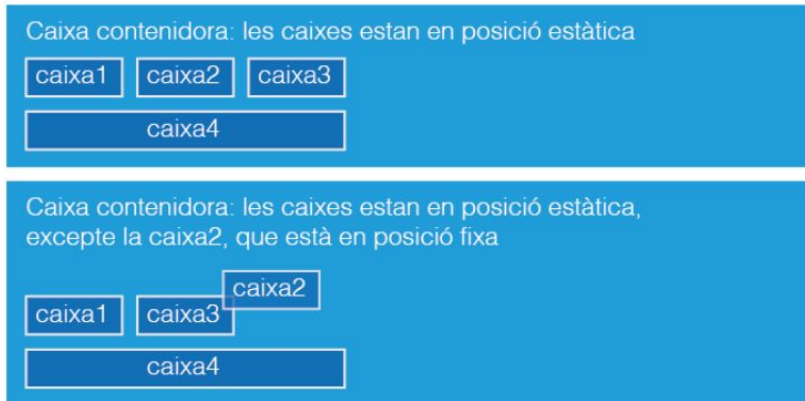 Caixa contenidora: les caixes estan en posició estàtica
caixa1 caixa2 caixa3
caixa4
Caixa contenidora: les caixes estan en posició estàtica,
excepte la caixa2, que està en posició fixa
caixa2
caixa1 caixa3
caixa4